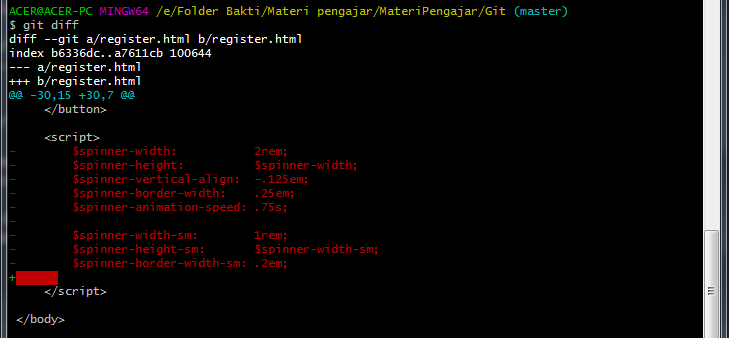 ACER@ACER-PC MINGW64 /e/Folder Bakti/Materi pengajar/MateriPengajar/Git (master)
$ git diff
diff --git a/register.html b/register.html
index b6336dc..a7611cb 100644
--- a/register.html
+++ b/register.html
@@ -30,15 +30,7 @@
     </button>

     <script>
-        $spinner-width:           2rem;
-        $spinner-height:          $spinner-width;
-        $spinner-vertical-align:  -.125em;
-        $spinner-border-width:    .25em;
-        $spinner-animation-speed: .75s;
-
-        $spinner-width-sm:        1rem;
-        $spinner-height-sm:       $spinner-width-sm;
-        $spinner-border-width-sm: .2em;
+
     </script>

 </body>